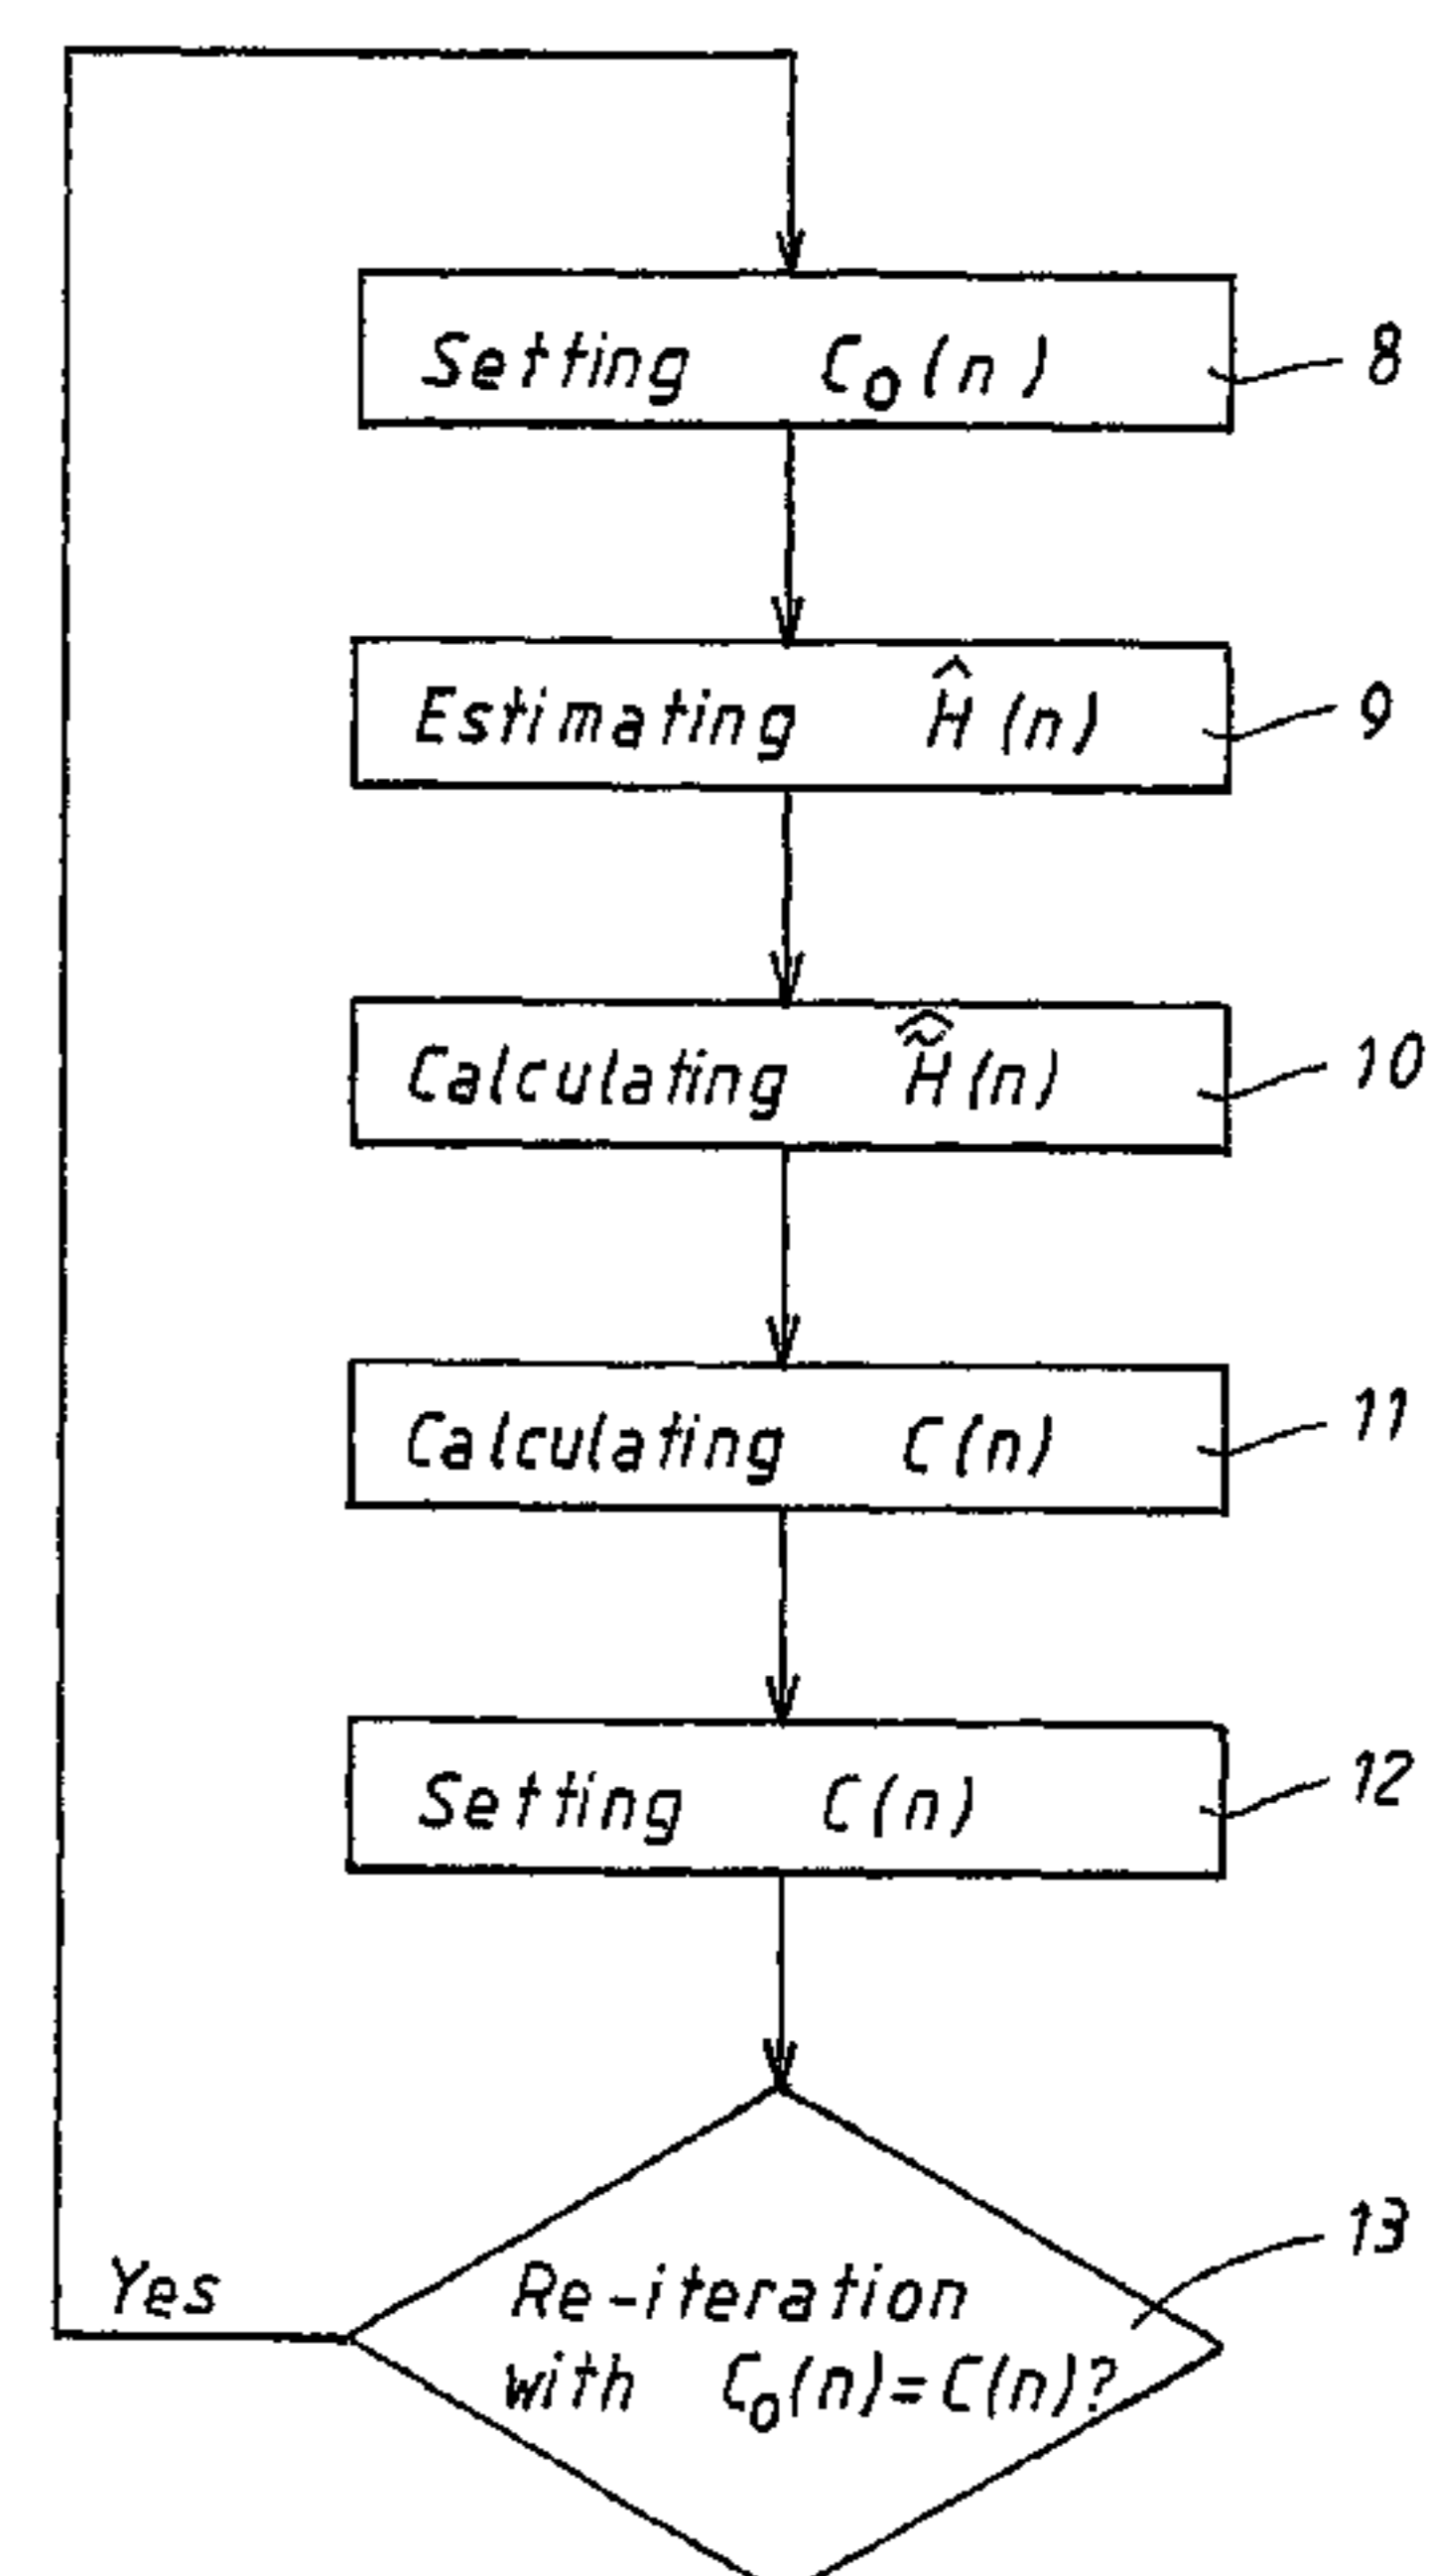 Setting C₀(n) 8
Estimating Ĥ(n) 9
Calculating H̃̂(n) 10
Calculating C(n) 11
Setting C(n) 12
13
Yes
Re-iteration
with C₀(n)=C(n)?